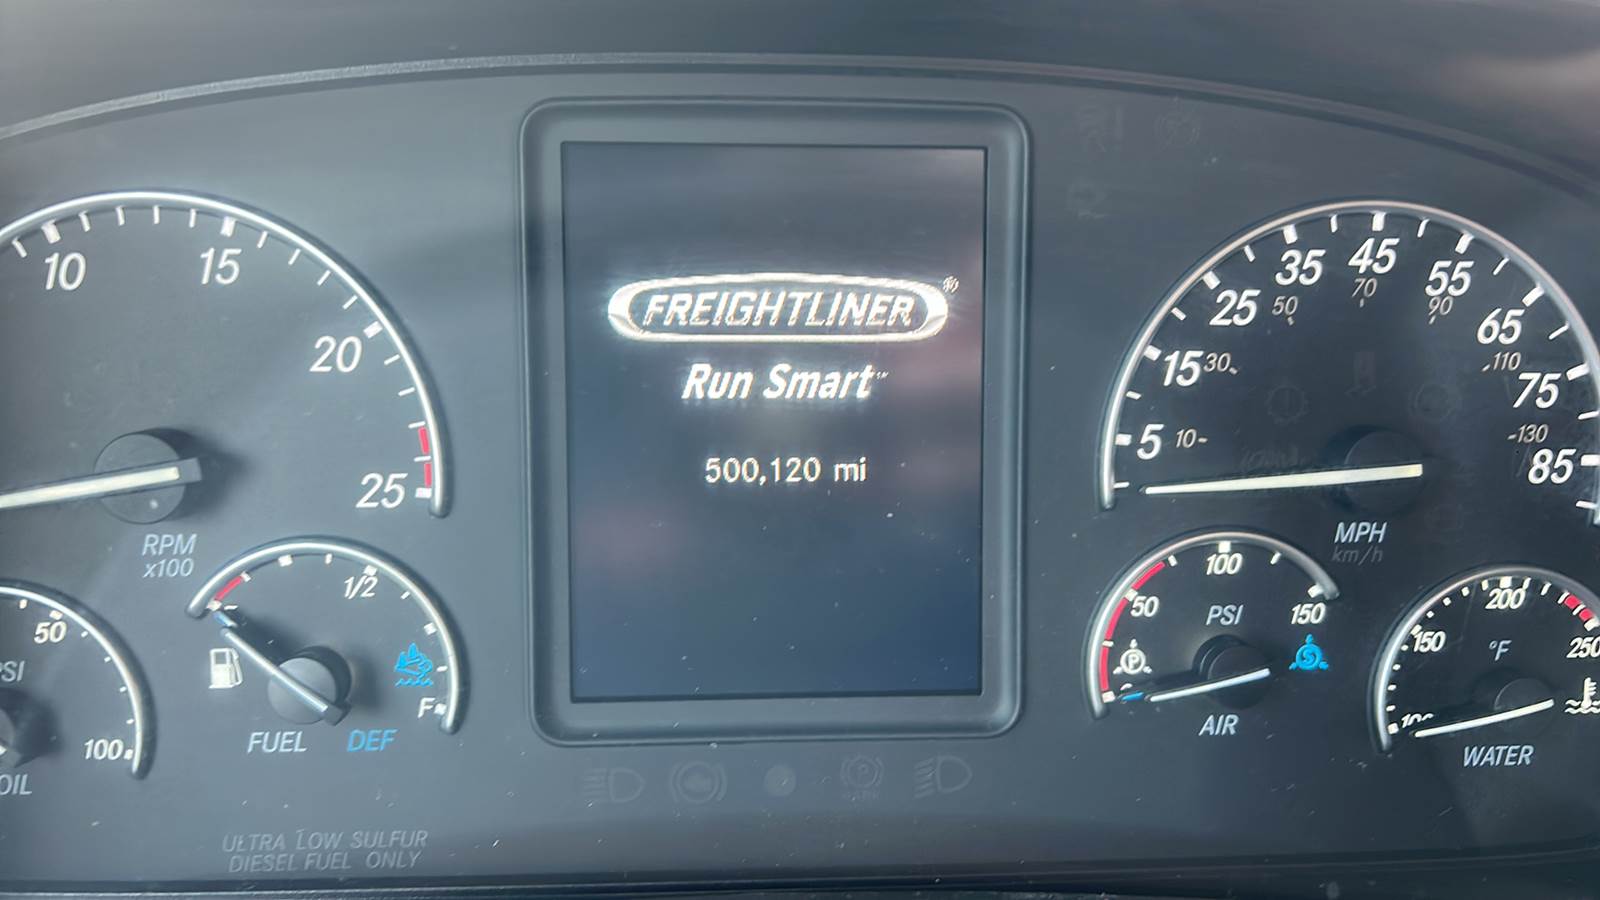 10 15 20 25
RPM
x100
1/2
F
FUEL DEF
50
100
OIL
ULTRA LOW SULFUR
DIESEL FUEL ONLY
FREIGHTLINER®
Run Smart℠
500,120 mi
5 15 25 35 45 55 65 75 85
10 30 50 70 90 110 130
MPH
km/h
50 100 150
PSI
P
S
AIR
150 200 250
°F
WATER